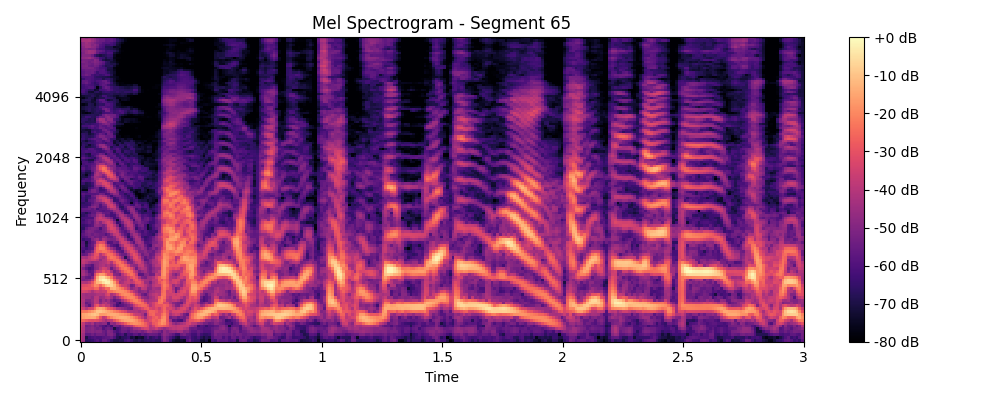 Mel Spectrogram - Segment 65
Frequency
4096
2048
1024
512
0
0
0.5
1
1.5
2
2.5
3
Time
+0 dB
-10 dB
-20 dB
-30 dB
-40 dB
-50 dB
-60 dB
-70 dB
-80 dB